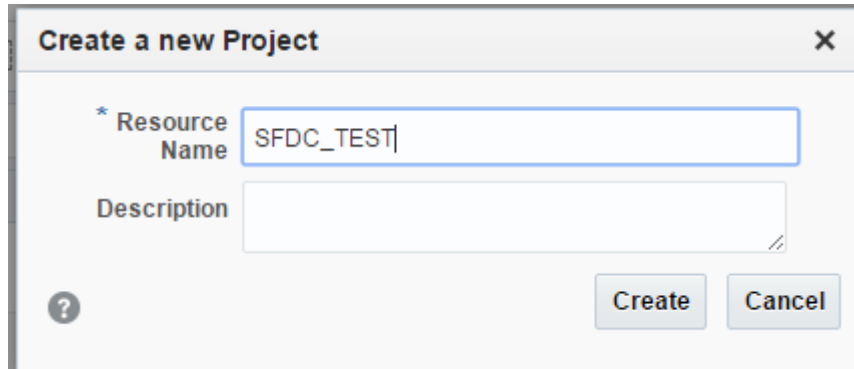 Create a new Project
* Resource
Name
SFDC_TEST
Description
Create
Cancel